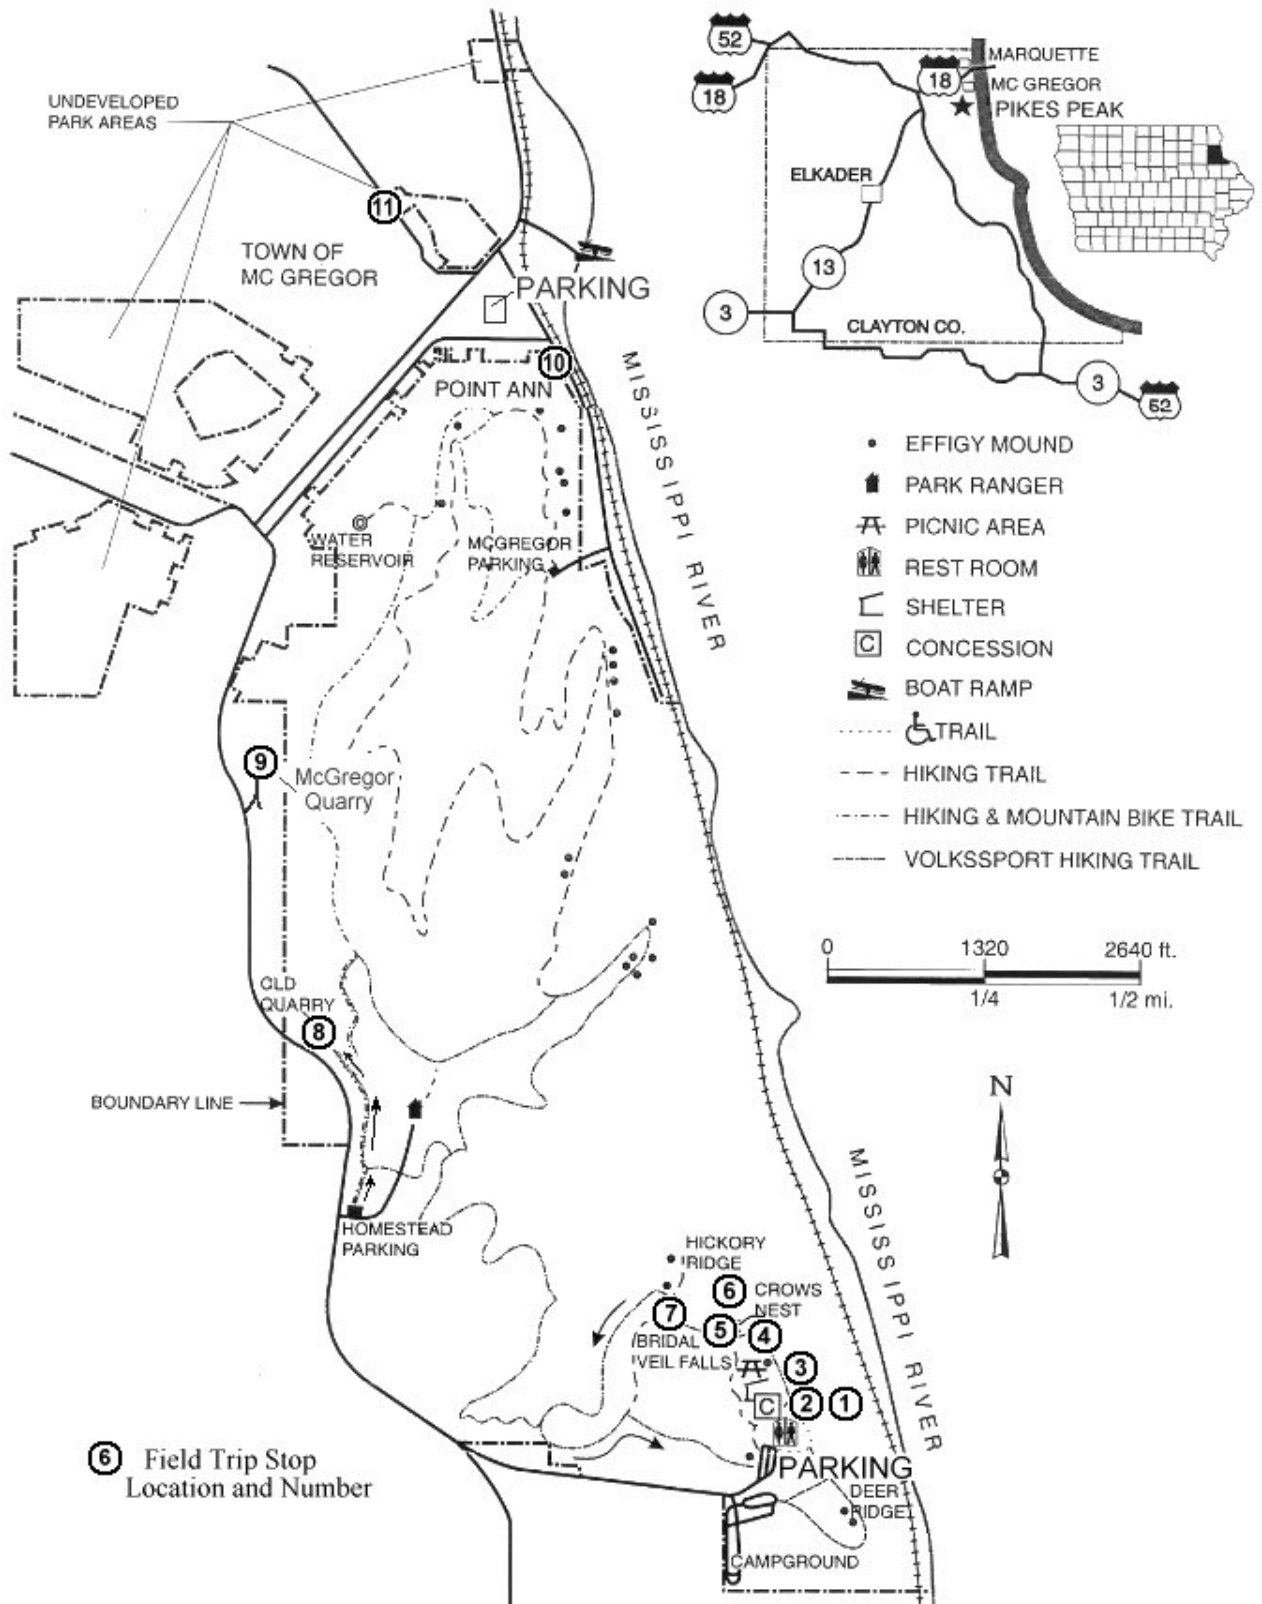 52
18
18
MARQUETTE
MC GREGOR
PIKES PEAK
ELKADER
13
3
CLAYTON CO.
3
52
UNDEVELOPED
PARK AREAS
11
TOWN OF
MC GREGOR
PARKING
10
POINT ANN
WATER
RESERVOIR
MCGREGOR
PARKING
MISSISSIPPI RIVER
EFFIGY MOUND
PARK RANGER
PICNIC AREA
REST ROOM
SHELTER
C
CONCESSION
BOAT RAMP
TRAIL
HIKING TRAIL
HIKING & MOUNTAIN BIKE TRAIL
VOLKSSPORT HIKING TRAIL
9
McGregor
Quarry
0 1320 2640 ft.
1/4 1/2 mi.
OLD
QUARRY
8
N
BOUNDARY LINE
HOMESTEAD
PARKING
MISSISSIPPI RIVER
HICKORY
RIDGE
6
CROWS
NEST
7
5
4
BRIDAL
VEIL FALLS
3
C
2
1
PARKING
DEER
RIDGE
CAMPGROUND
6 Field Trip Stop
Location and Number